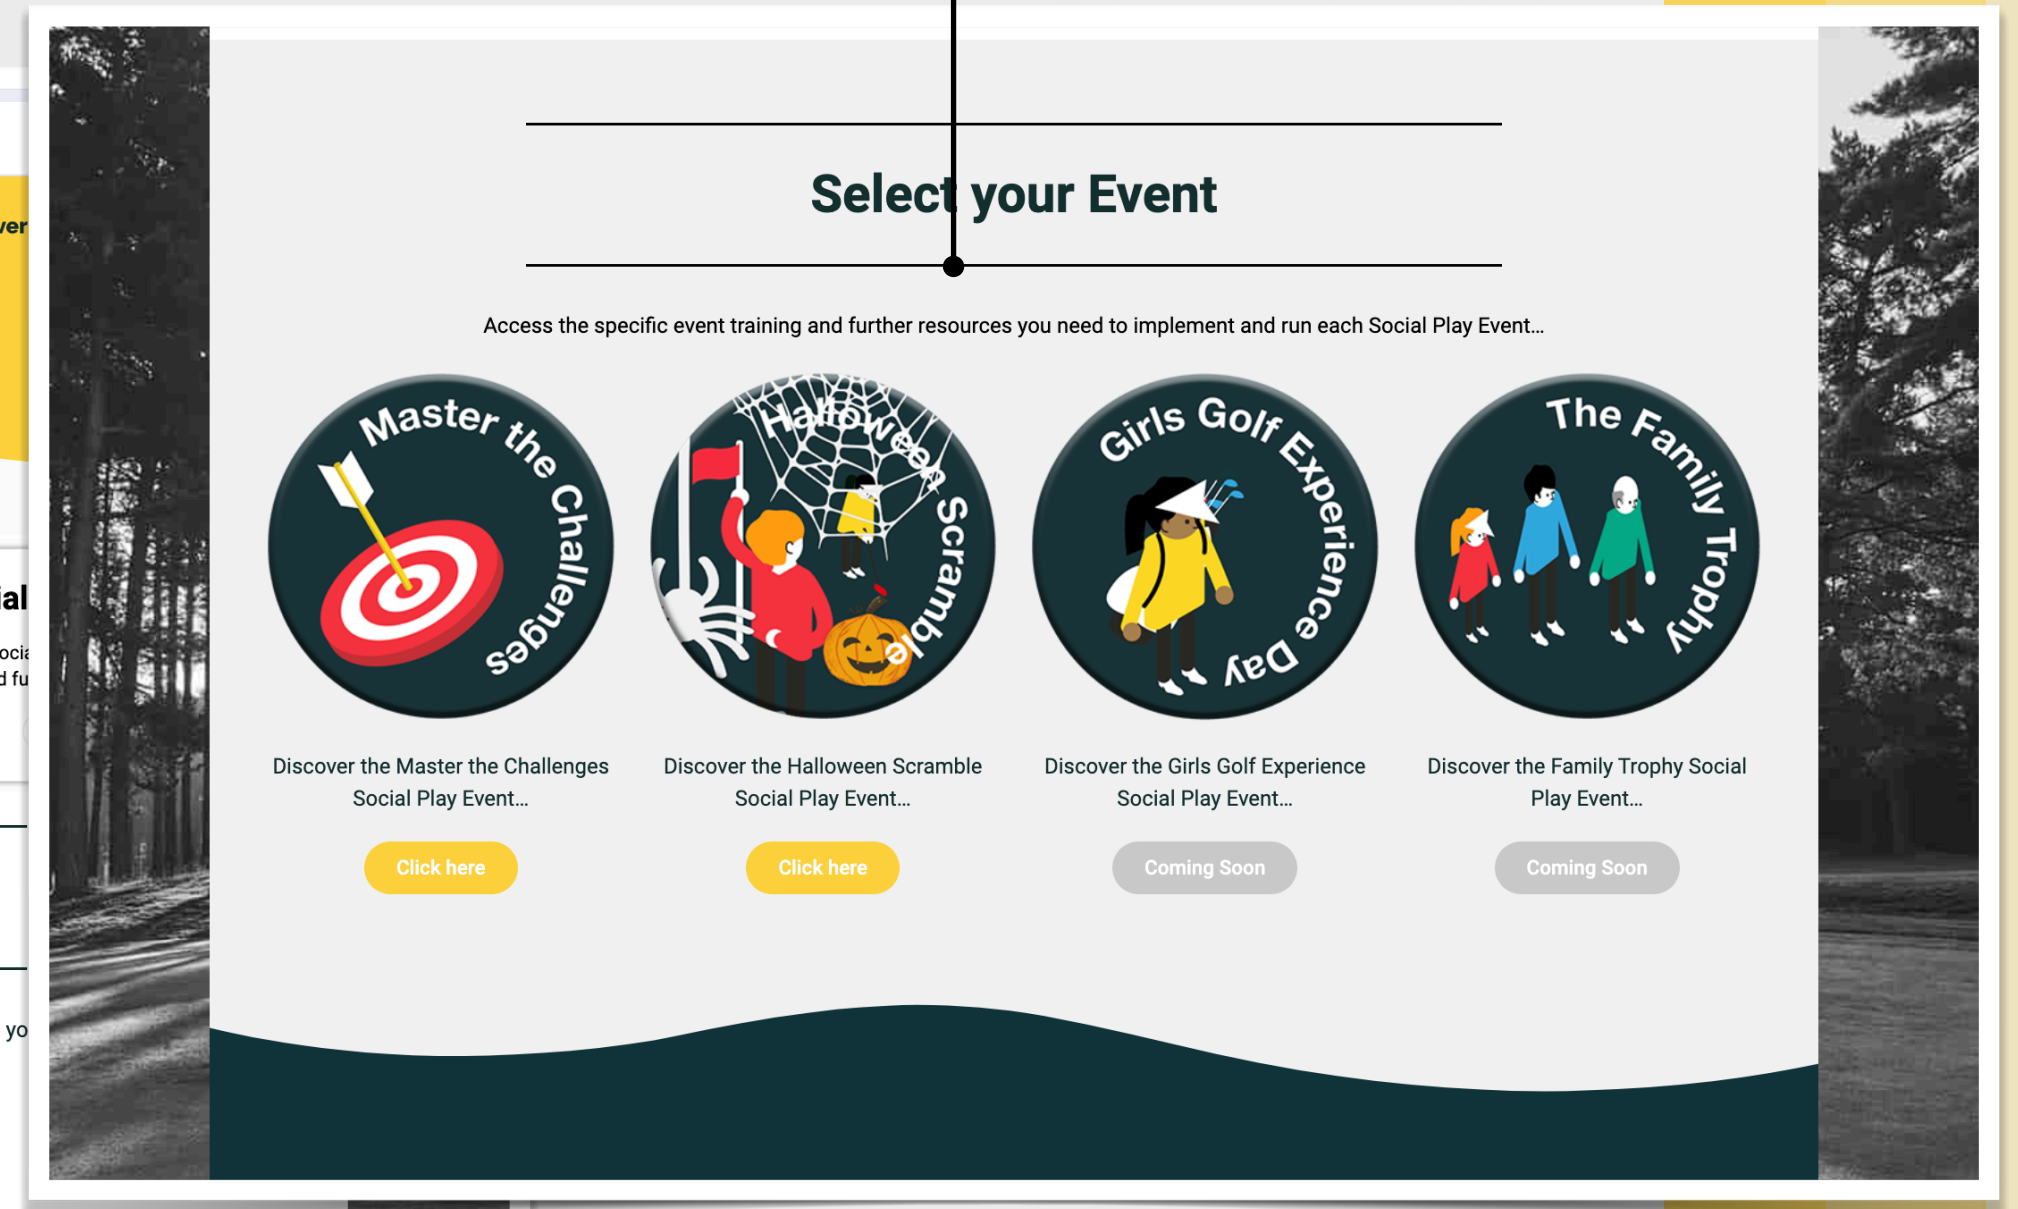 Select your Event
Access the specific event training and further resources you need to implement and run each Social Play Event...
Master the Challenges
Halloween Scramble
Girls Golf Experience Day
The Family Trophy
Discover the Master the Challenges
Social Play Event...
Discover the Halloween Scramble
Social Play Event...
Discover the Girls Golf Experience
Social Play Event...
Discover the Family Trophy Social
Play Event...
Click here
Click here
Coming Soon
Coming Soon